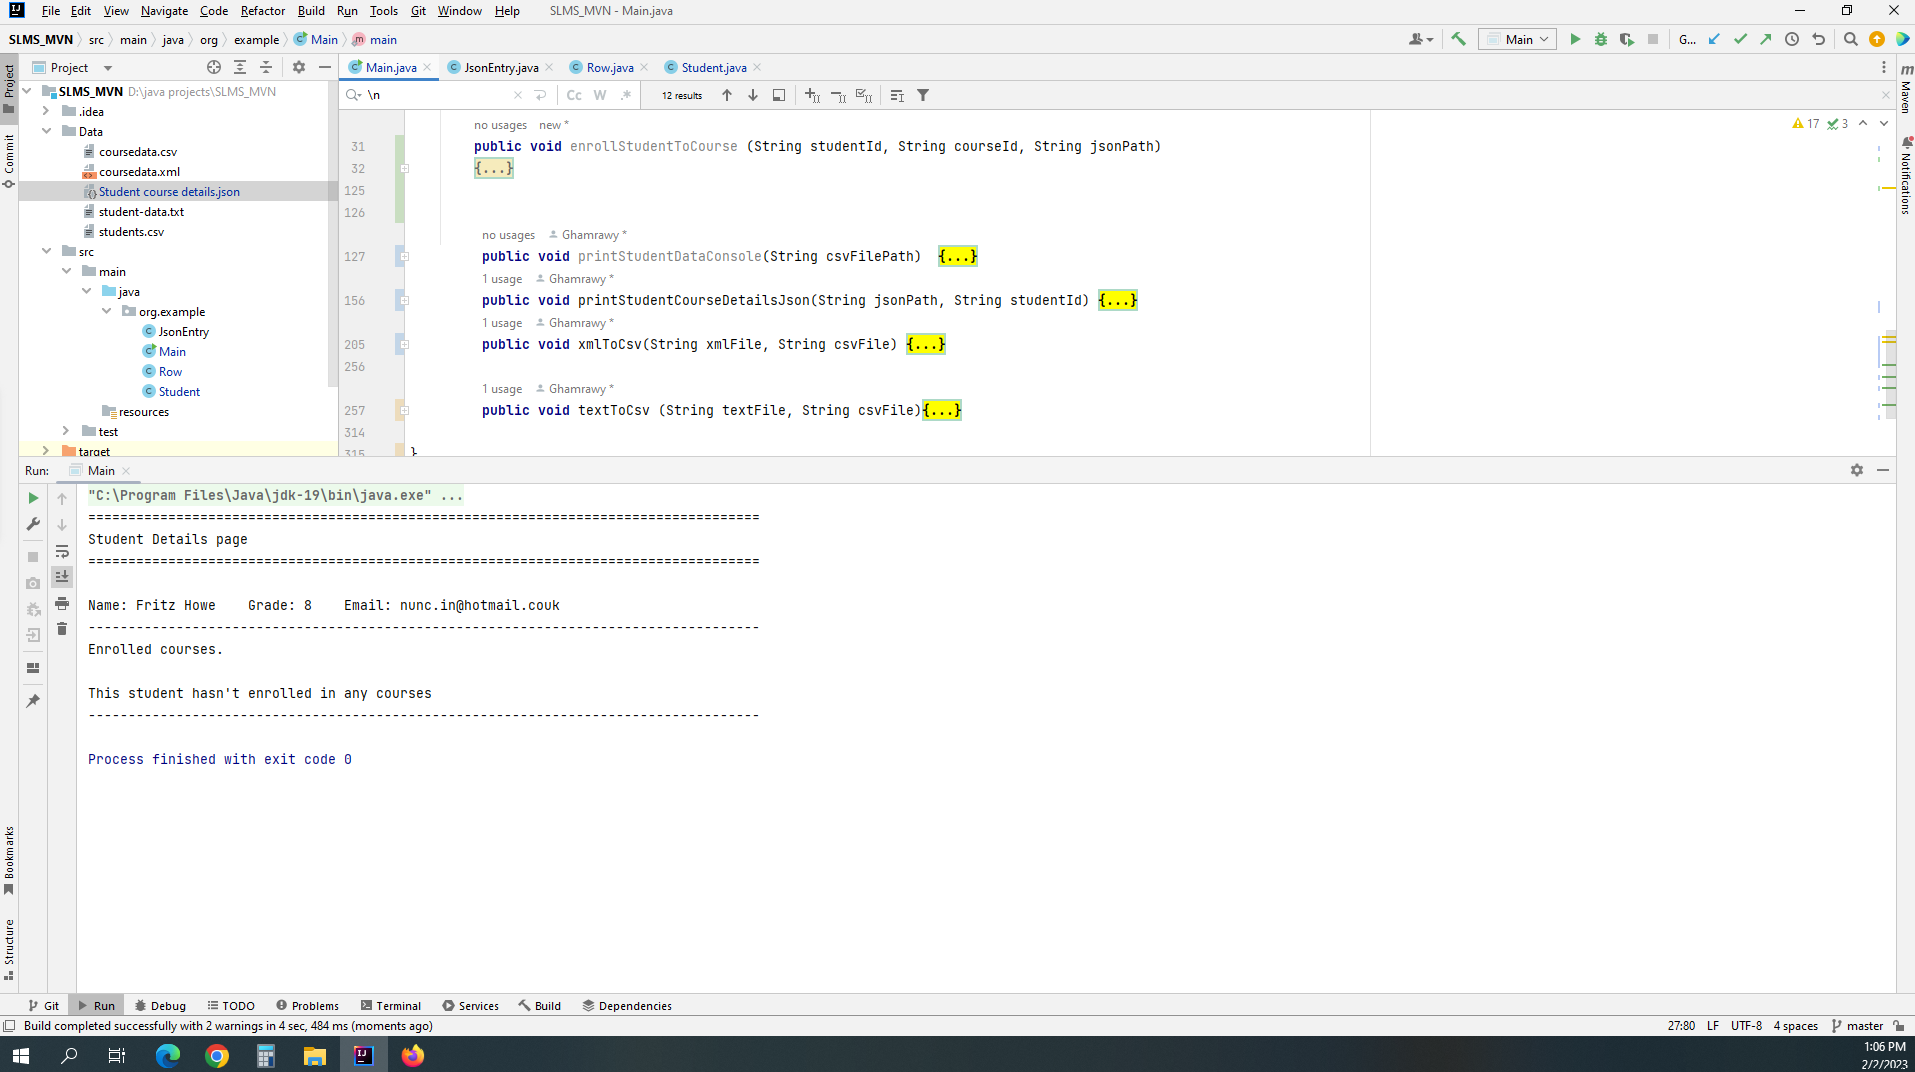 File Edit View Navigate Code Refactor Build Run Tools Git Window Help SLMS_MVN - Main.java
SLMS_MVN src main java org example Main main
Main G...
Project
Main.java JsonEntry.java Row.java Student.java
\n Cc W .* 12 results
SLMS_MVN D:\java projects\SLMS_MVN
.idea
Data
coursedata.csv
coursedata.xml
Student course details.json
student-data.txt
students.csv
src
main
java
org.example
JsonEntry
Main
Row
Student
resources
test
target
no usages new *
17 3
31 public void enrollStudentToCourse (String studentId, String courseId, String jsonPath)
32 {...}
125
126
no usages Ghamrawy *
127 public void printStudentDataConsole(String csvFilePath) {...}
1 usage Ghamrawy *
156 public void printStudentCourseDetailsJson(String jsonPath, String studentId) {...}
1 usage Ghamrawy *
205 public void xmlToCsv(String xmlFile, String csvFile) {...}
256
1 usage Ghamrawy *
257 public void textToCsv (String textFile, String csvFile){...}
314
315 }
Project
Commit
Bookmarks
Structure
Maven
Notifications
Run: Main
"C:\Program Files\Java\jdk-19\bin\java.exe" ...
====================================================================================
Student Details page
====================================================================================
Name: Fritz Howe    Grade: 8    Email: nunc.in@hotmail.couk
------------------------------------------------------------------------------------
Enrolled courses.
This student hasn't enrolled in any courses
------------------------------------------------------------------------------------
Process finished with exit code 0
Git Run Debug TODO Problems Terminal Services Build Dependencies
Build completed successfully with 2 warnings in 4 sec, 484 ms (moments ago)
27:80 LF UTF-8 4 spaces master
1:06 PM
2/2/2023